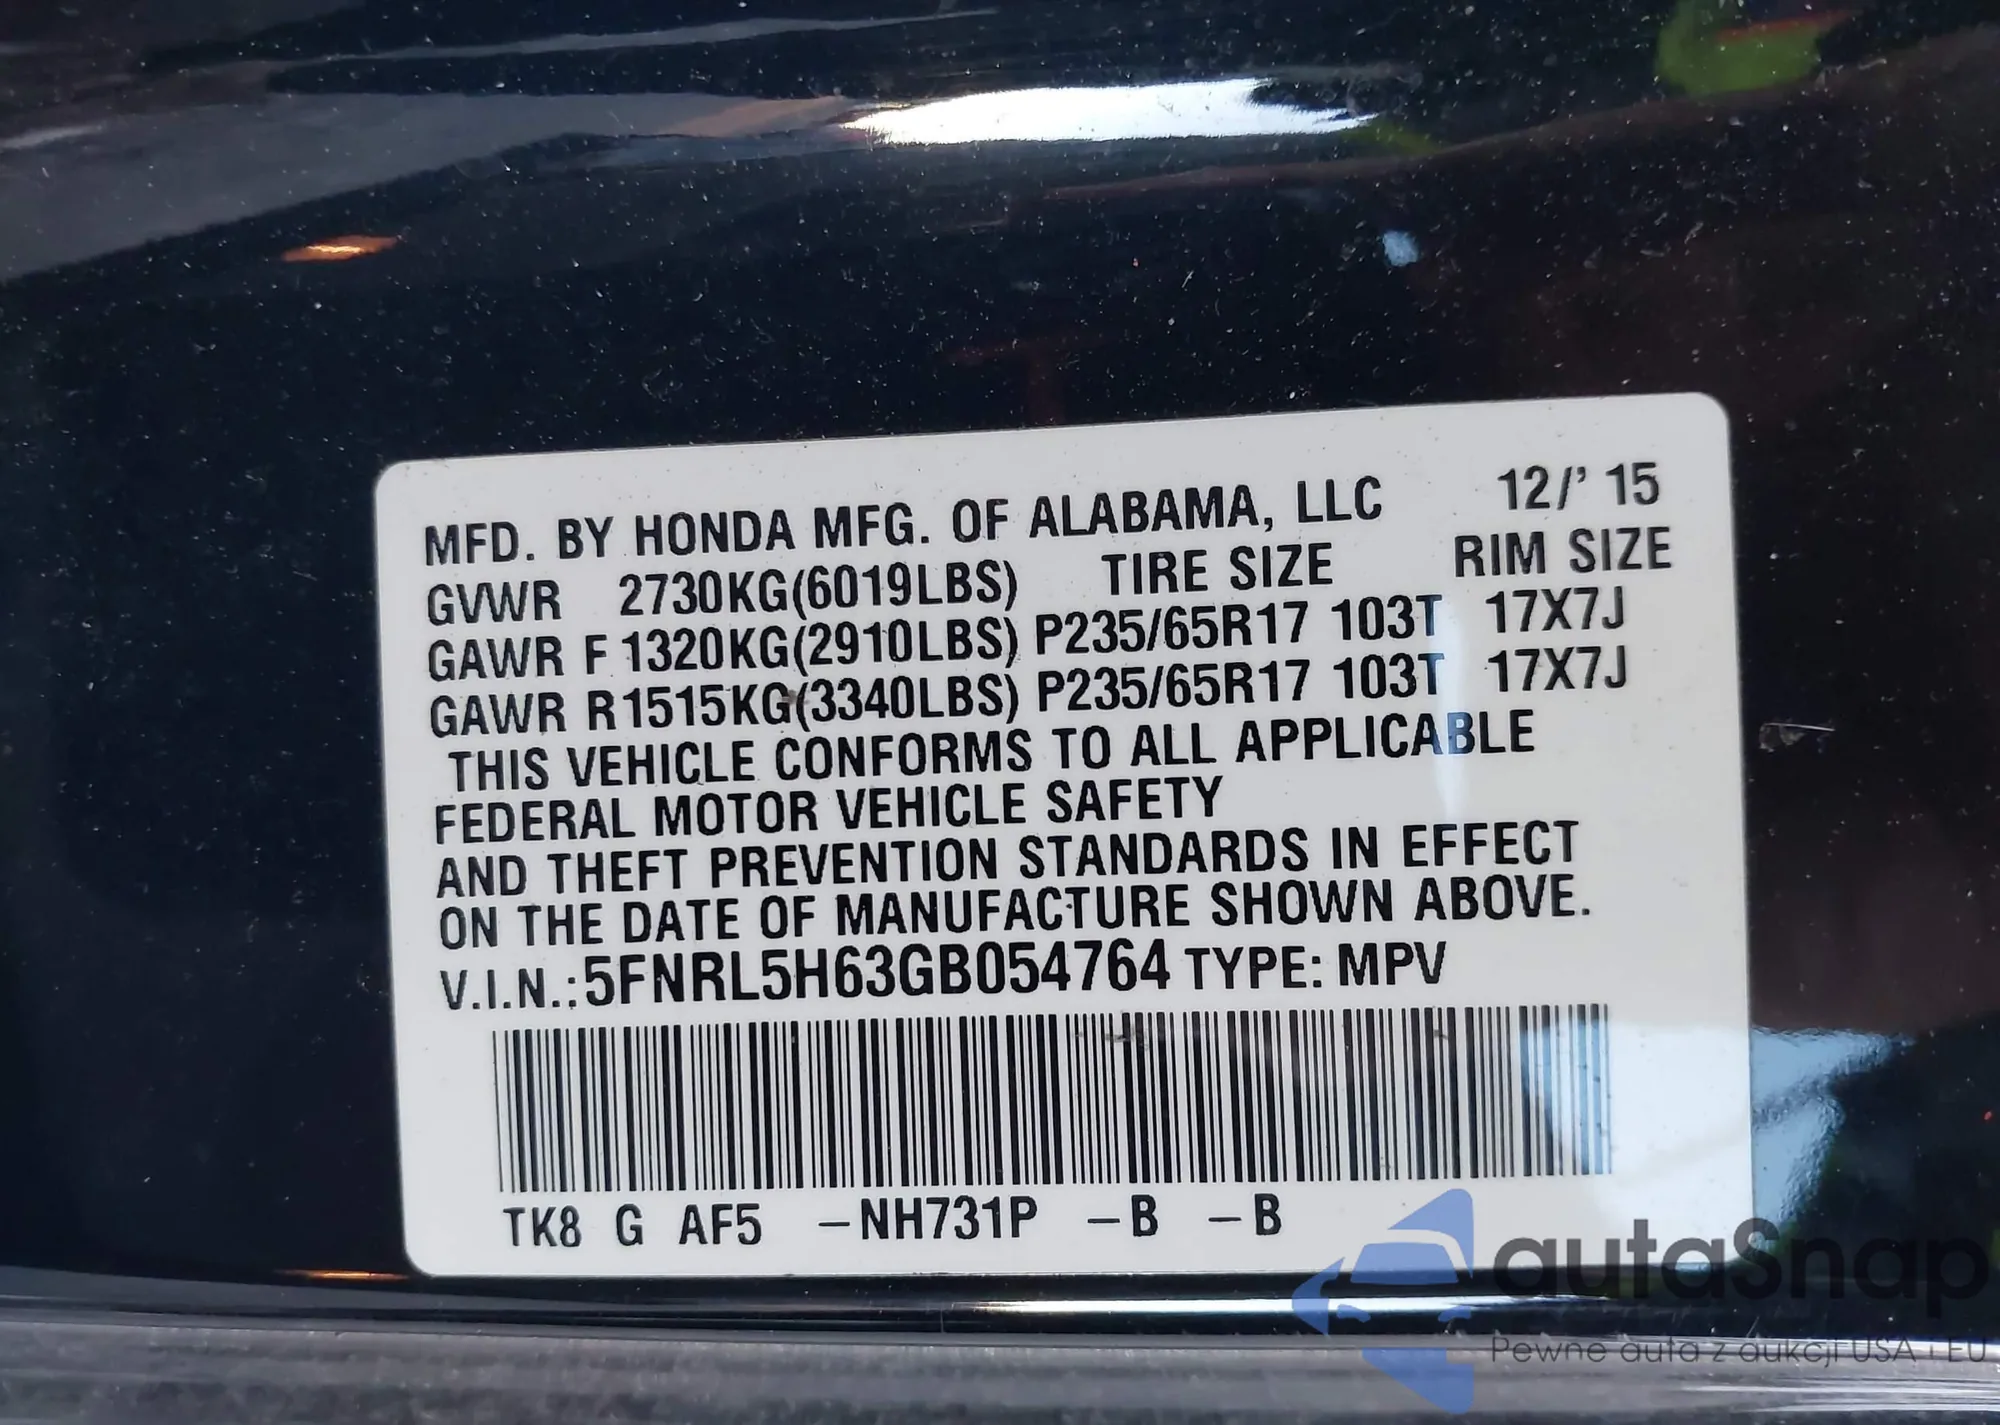 MFD. BY HONDA MFG. OF ALABAMA, LLC 12/' 15
GVWR 2730KG(6019LBS) TIRE SIZE RIM SIZE
GAWR F 1320KG(2910LBS) P235/65R17 103T 17X7J
GAWR R 1515KG(3340LBS) P235/65R17 103T 17X7J
THIS VEHICLE CONFORMS TO ALL APPLICABLE
FEDERAL MOTOR VEHICLE SAFETY
AND THEFT PREVENTION STANDARDS IN EFFECT
ON THE DATE OF MANUFACTURE SHOWN ABOVE.
V.I.N.: 5FNRL5H63GB054764 TYPE: MPV
TK8 G AF5 -NH731P -B -B
autaSnap
Pewne auta z aukcji USA i EU